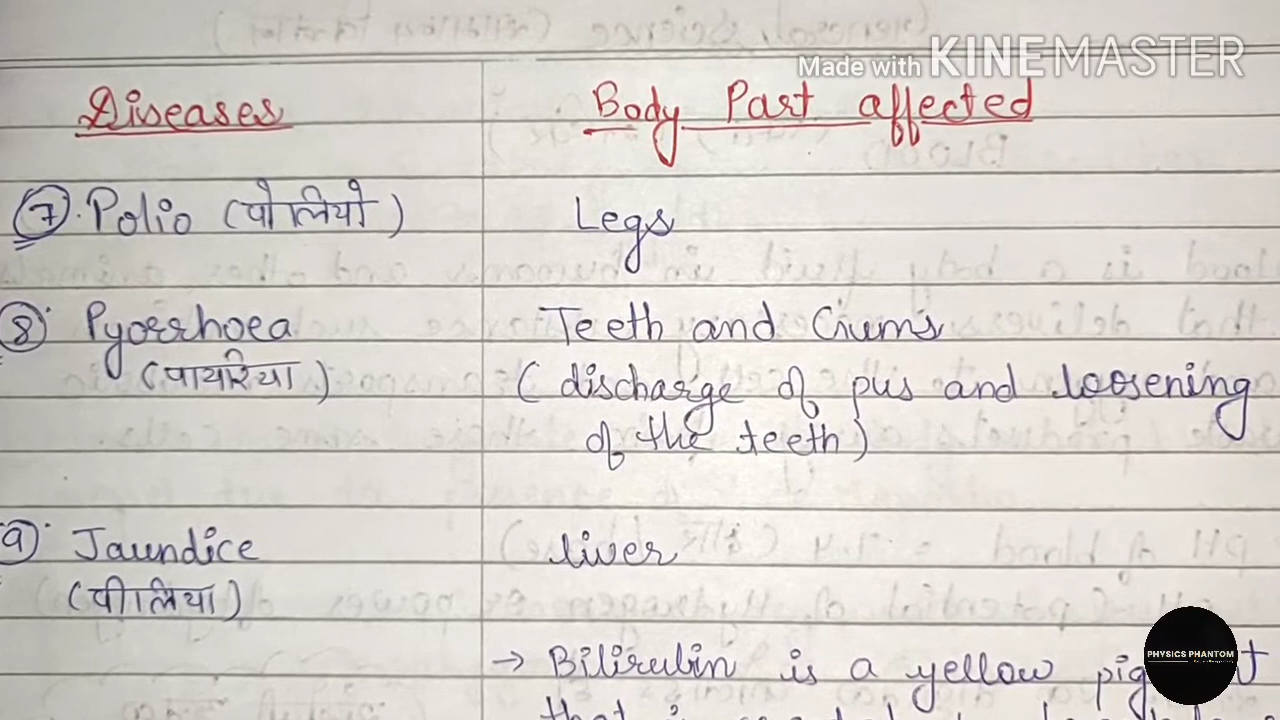 Made with KINEMASTER
Diseases Body Part affected
7. Polio (पोलियो) Legs
8 Pyorrhoea Teeth and Gums
(पायरिया) (discharge of pus and loosening
of the teeth)
9 Jaundice liver
(पीलिया)
→ Bilirubin is a yellow
PHYSICS PHANTOM